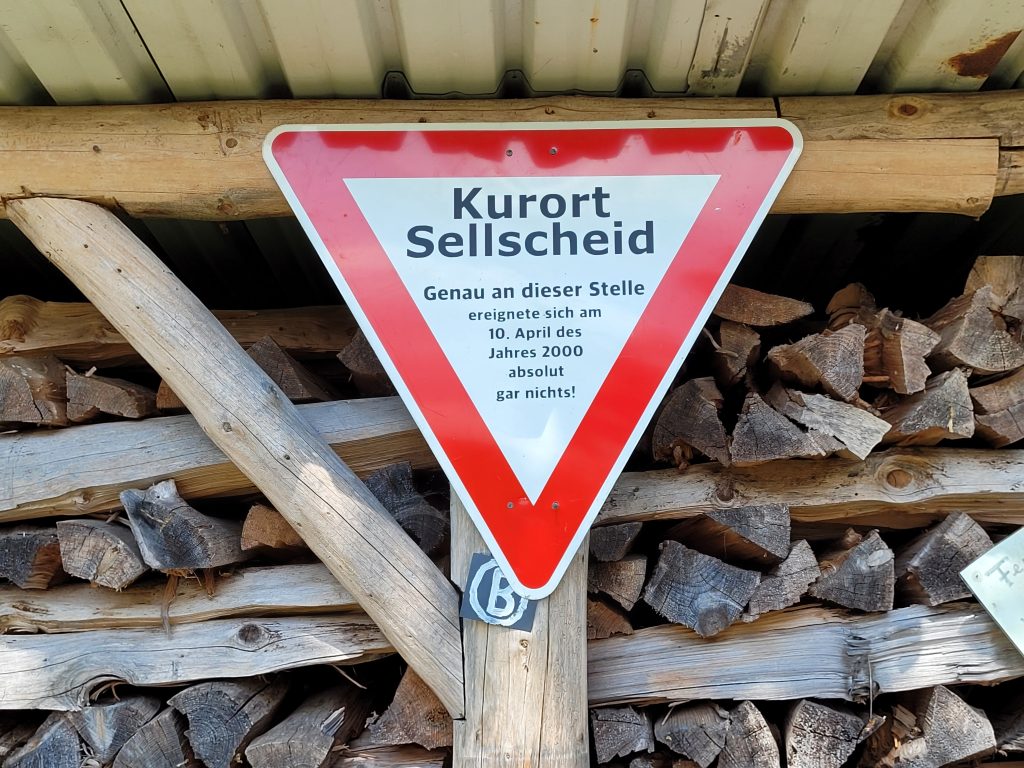 Kurort
Sellscheid
Genau an dieser Stelle
ereignete sich am
10. April des
Jahres 2000
absolut
gar nichts!
B